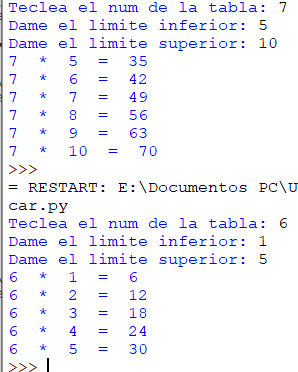 Teclea el num de la tabla: 7
Dame el limite inferior: 5
Dame el limite superior: 10
7  *  5  =  35
7  *  6  =  42
7  *  7  =  49
7  *  8  =  56
7  *  9  =  63
7  *  10  =  70
>>>
= RESTART: E:\Documentos PC\U
car.py
Teclea el num de la tabla: 6
Dame el limite inferior: 1
Dame el limite superior: 5
6  *  1  =  6
6  *  2  =  12
6  *  3  =  18
6  *  4  =  24
6  *  5  =  30
>>>